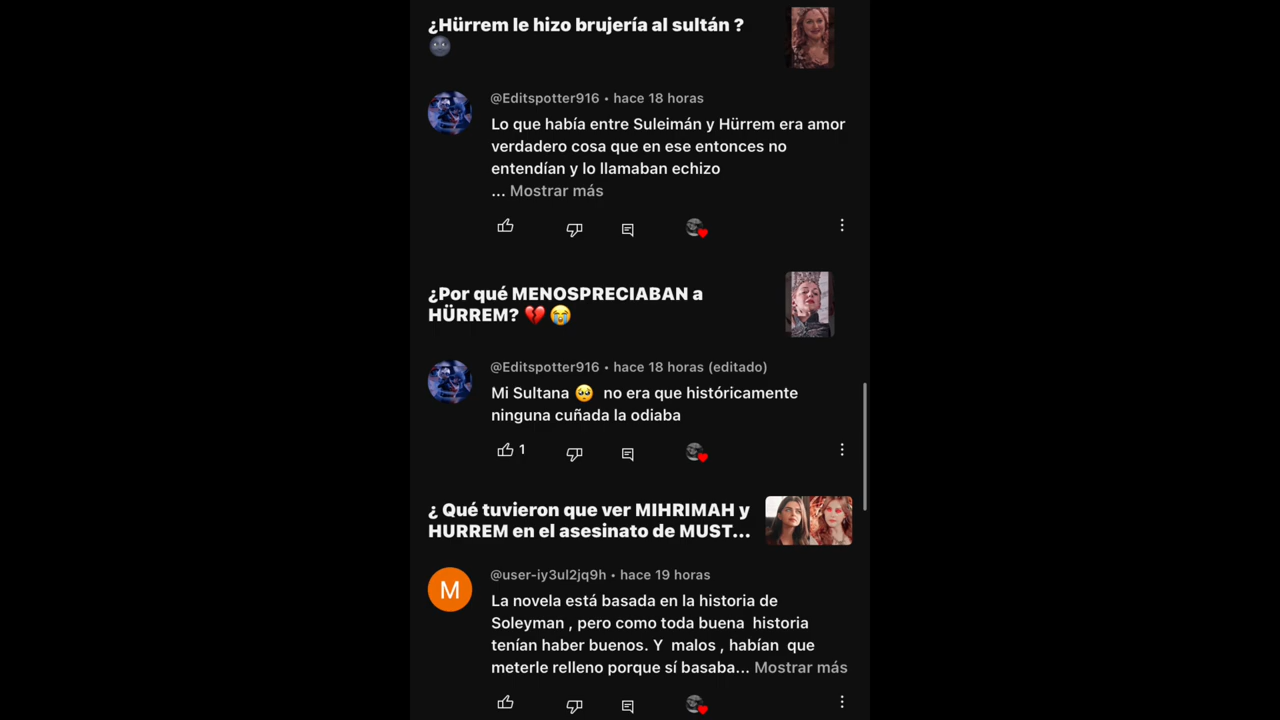 ¿Hürrem le hizo brujería al sultán ?
🌚
@Editspotter916 • hace 18 horas
Lo que había entre Suleimán y Hürrem era amor
verdadero cosa que en ese entonces no
entendían y lo llamaban echizo
... Mostrar más
¿Por qué MENOSPRECIABAN a
HÜRREM? 💔 😭
@Editspotter916 • hace 18 horas (editado)
Mi Sultana 🥺 no era que históricamente
ninguna cuñada la odiaba
1
¿ Qué tuvieron que ver MIHRIMAH y
HURREM en el asesinato de MUST...
M
@user-iy3ul2jq9h • hace 19 horas
La novela está basada en la historia de
Soleyman , pero como toda buena historia
tenían haber buenos. Y malos , habían que
meterle relleno porque sí basaba... Mostrar más